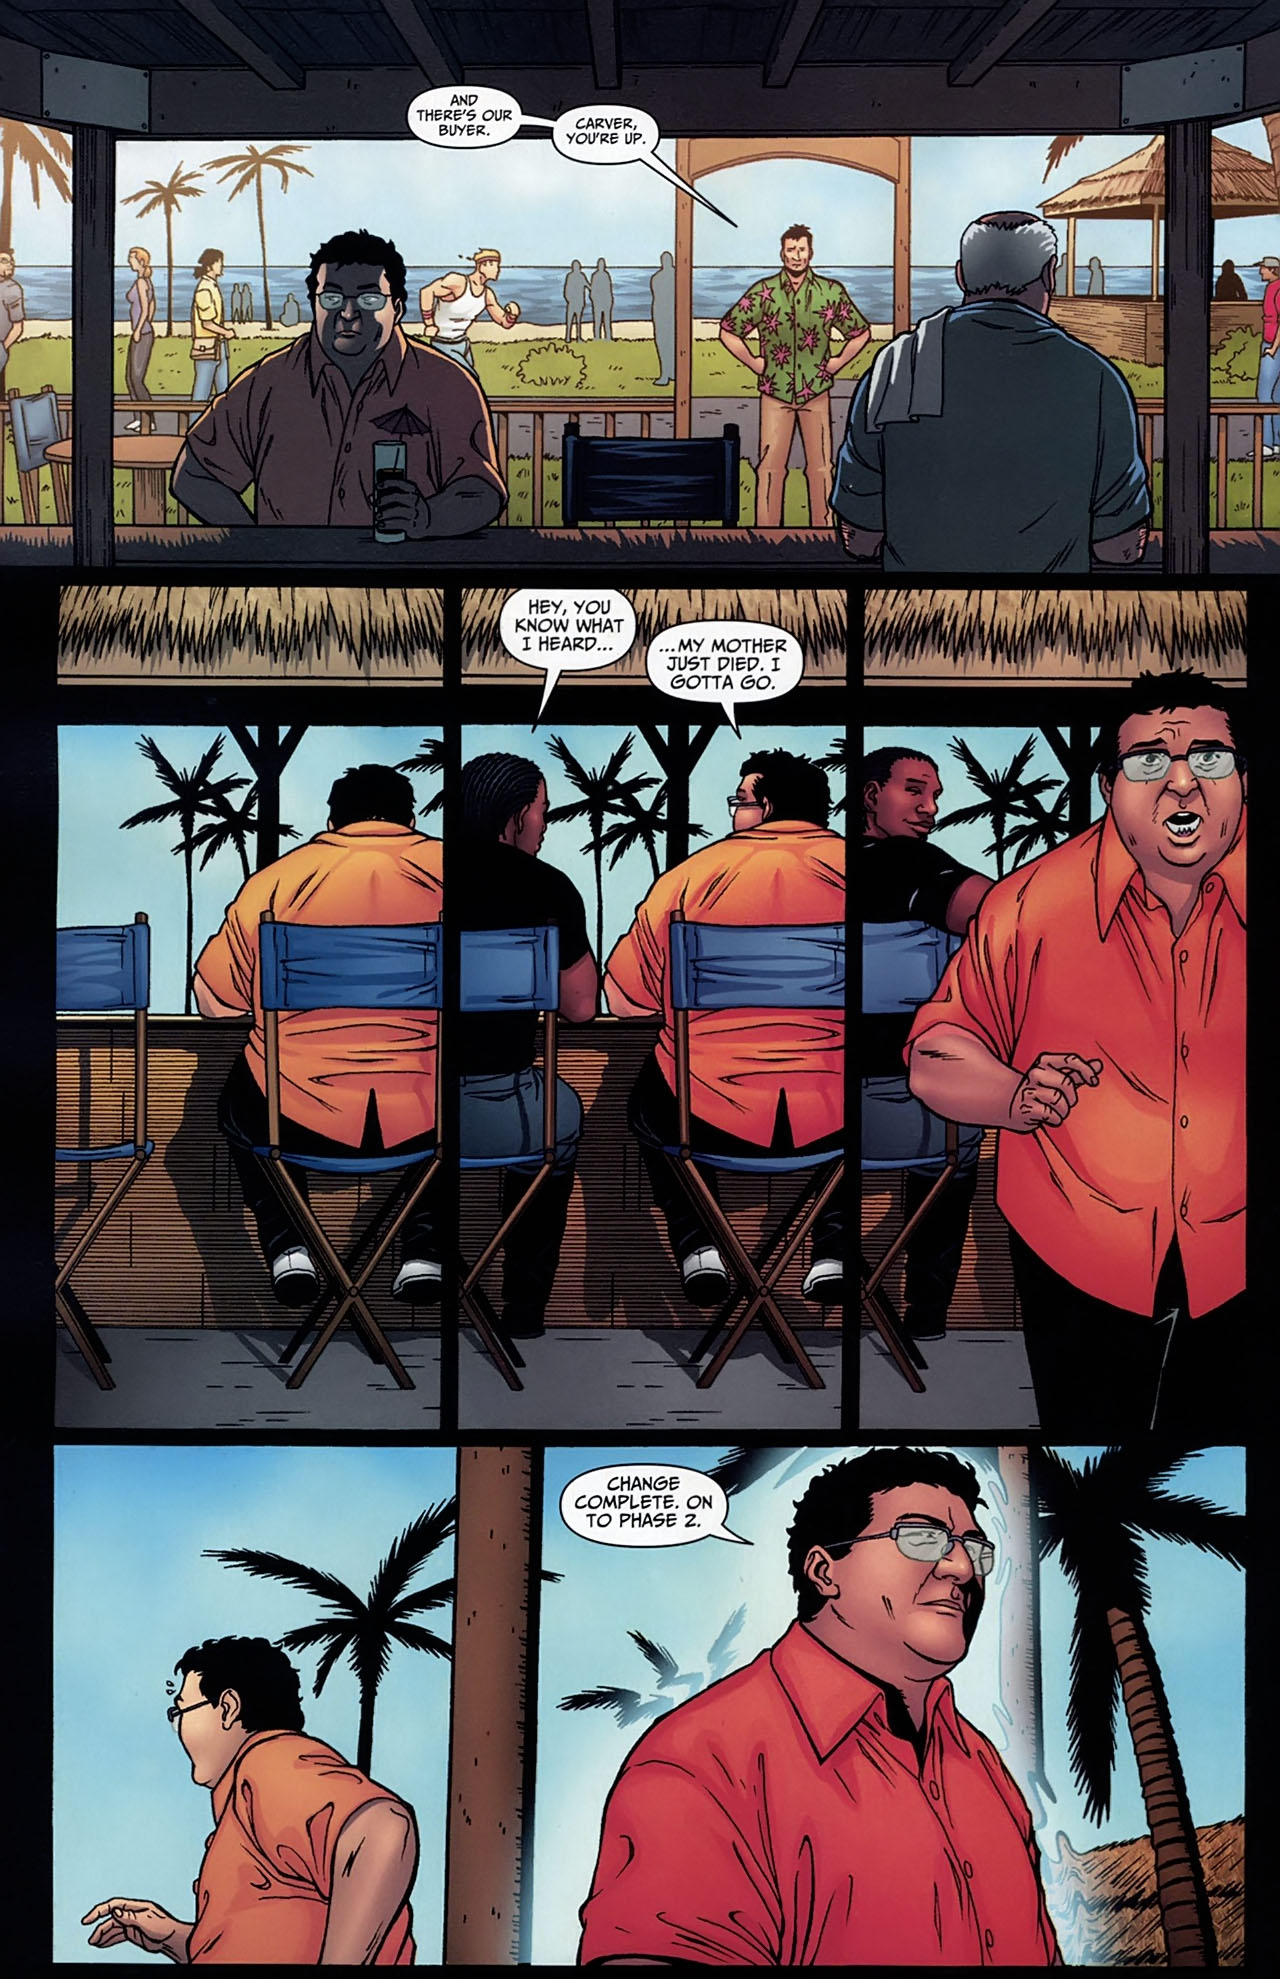 AND
THERE'S OUR
BUYER.
CARVER,
YOU'RE UP.
HEY, YOU
KNOW WHAT
I HEARD...
...MY MOTHER
JUST DIED. I
GOTTA GO.
CHANGE
COMPLETE. ON
TO PHASE 2.